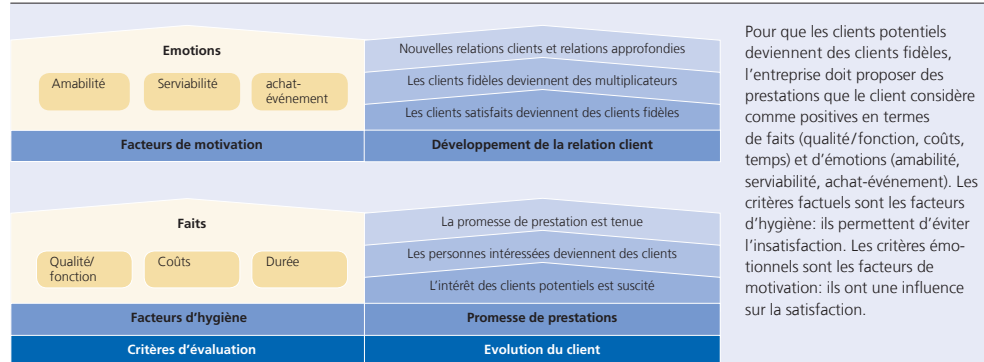 Emotions
Amabilité
Serviabilité
achat-
événement
Facteurs de motivation
Nouvelles relations clients et relations approfondies
Les clients fidèles deviennent des multiplicateurs
Les clients satisfaits deviennent des clients fidèles
Développement de la relation client
Faits
Qualité/
fonction
Coûts
Durée
Facteurs d'hygiène
Critères d'évaluation
La promesse de prestation est tenue
Les personnes intéressées deviennent des clients
L'intérêt des clients potentiels est suscité
Promesse de prestations
Evolution du client
Pour que les clients potentiels
deviennent des clients fidèles,
l'entreprise doit proposer des
prestations que le client considère
comme positives en termes
de faits (qualité/fonction, coûts,
temps) et d'émotions (amabilité,
serviabilité, achat-événement). Les
critères factuels sont les facteurs
d'hygiène: ils permettent d'éviter
l'insatisfaction. Les critères émo-
tionnels sont les facteurs de
motivation: ils ont une influence
sur la satisfaction.